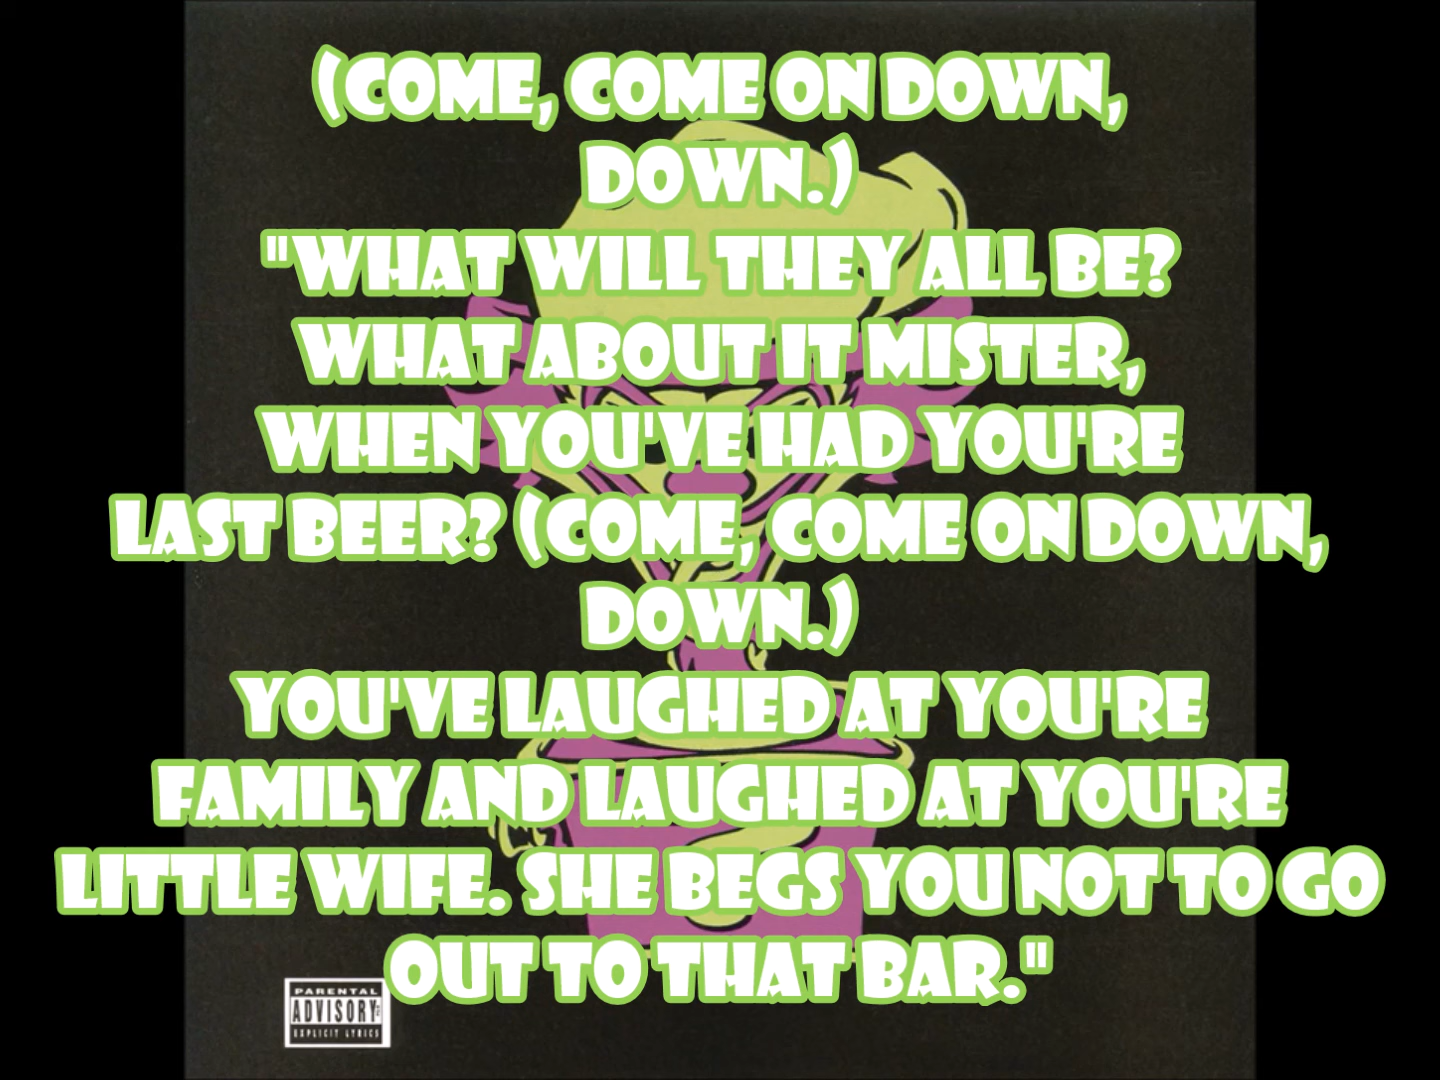 (COME, COME ON DOWN,
DOWN.)
"WHAT WILL THEY ALL BE?
WHAT ABOUT IT MISTER,
WHEN YOU'VE HAD YOU'RE
LAST BEER? (COME, COME ON DOWN,
DOWN.)
YOU'VE LAUGHED AT YOU'RE
FAMILY AND LAUGHED AT YOU'RE
LITTLE WIFE. SHE BEGS YOU NOT TO GO
OUT TO THAT BAR."
PARENTAL
ADVISORY
EXPLICIT LYRICS